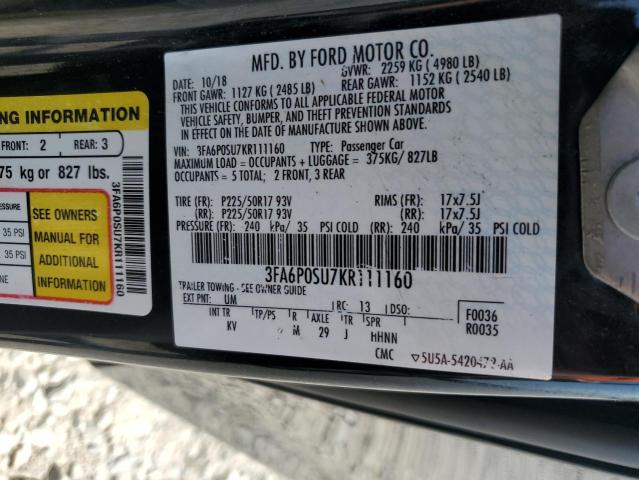 NG INFORMATION
FRONT: 2 REAR: 3
75 kg or 827 lbs.
PRESSURE
35 PSI
35 PSI
SEE OWNERS
MANUAL FOR
ADDITIONAL
INFORMATION
3FA6P0SU7KR111160
MFD. BY FORD MOTOR CO.
DATE: 10/18 GVWR: 2259 KG ( 4980 LB)
FRONT GAWR: 1127 KG ( 2485 LB) REAR GAWR: 1152 KG ( 2540 LB)
THIS VEHICLE CONFORMS TO ALL APPLICABLE FEDERAL MOTOR
VEHICLE SAFETY, BUMPER, AND THEFT PREVENTION STANDARDS
IN EFFECT ON THE DATE OF MANUFACTURE SHOWN ABOVE.
VIN: 3FA6P0SU7KR111160 TYPE: Passenger Car
MAXIMUM LOAD = OCCUPANTS + LUGGAGE = 375KG/ 827LB
OCCUPANTS = 5 TOTAL; 2 FRONT, 3 REAR
TIRE (FR): P225/50R17 93V RIMS (FR): 17x7.5J
(RR): P225/50R17 93V (RR): 17x7.5J
PRESSURE (FR): 240 kPa/ 35 PSI COLD (RR): 240 kPa/ 35 PSI COLD
3FA6P0SU7KR111160
TRAILER TOWING - SEE OWNER GUIDE
EXT PNT: UM RC: 13 DSO: F0036
INT TR TP/PS R AXLE TR SPR R0035
KV M 29 J HHNN
CMC 5U5A-5420472-AA